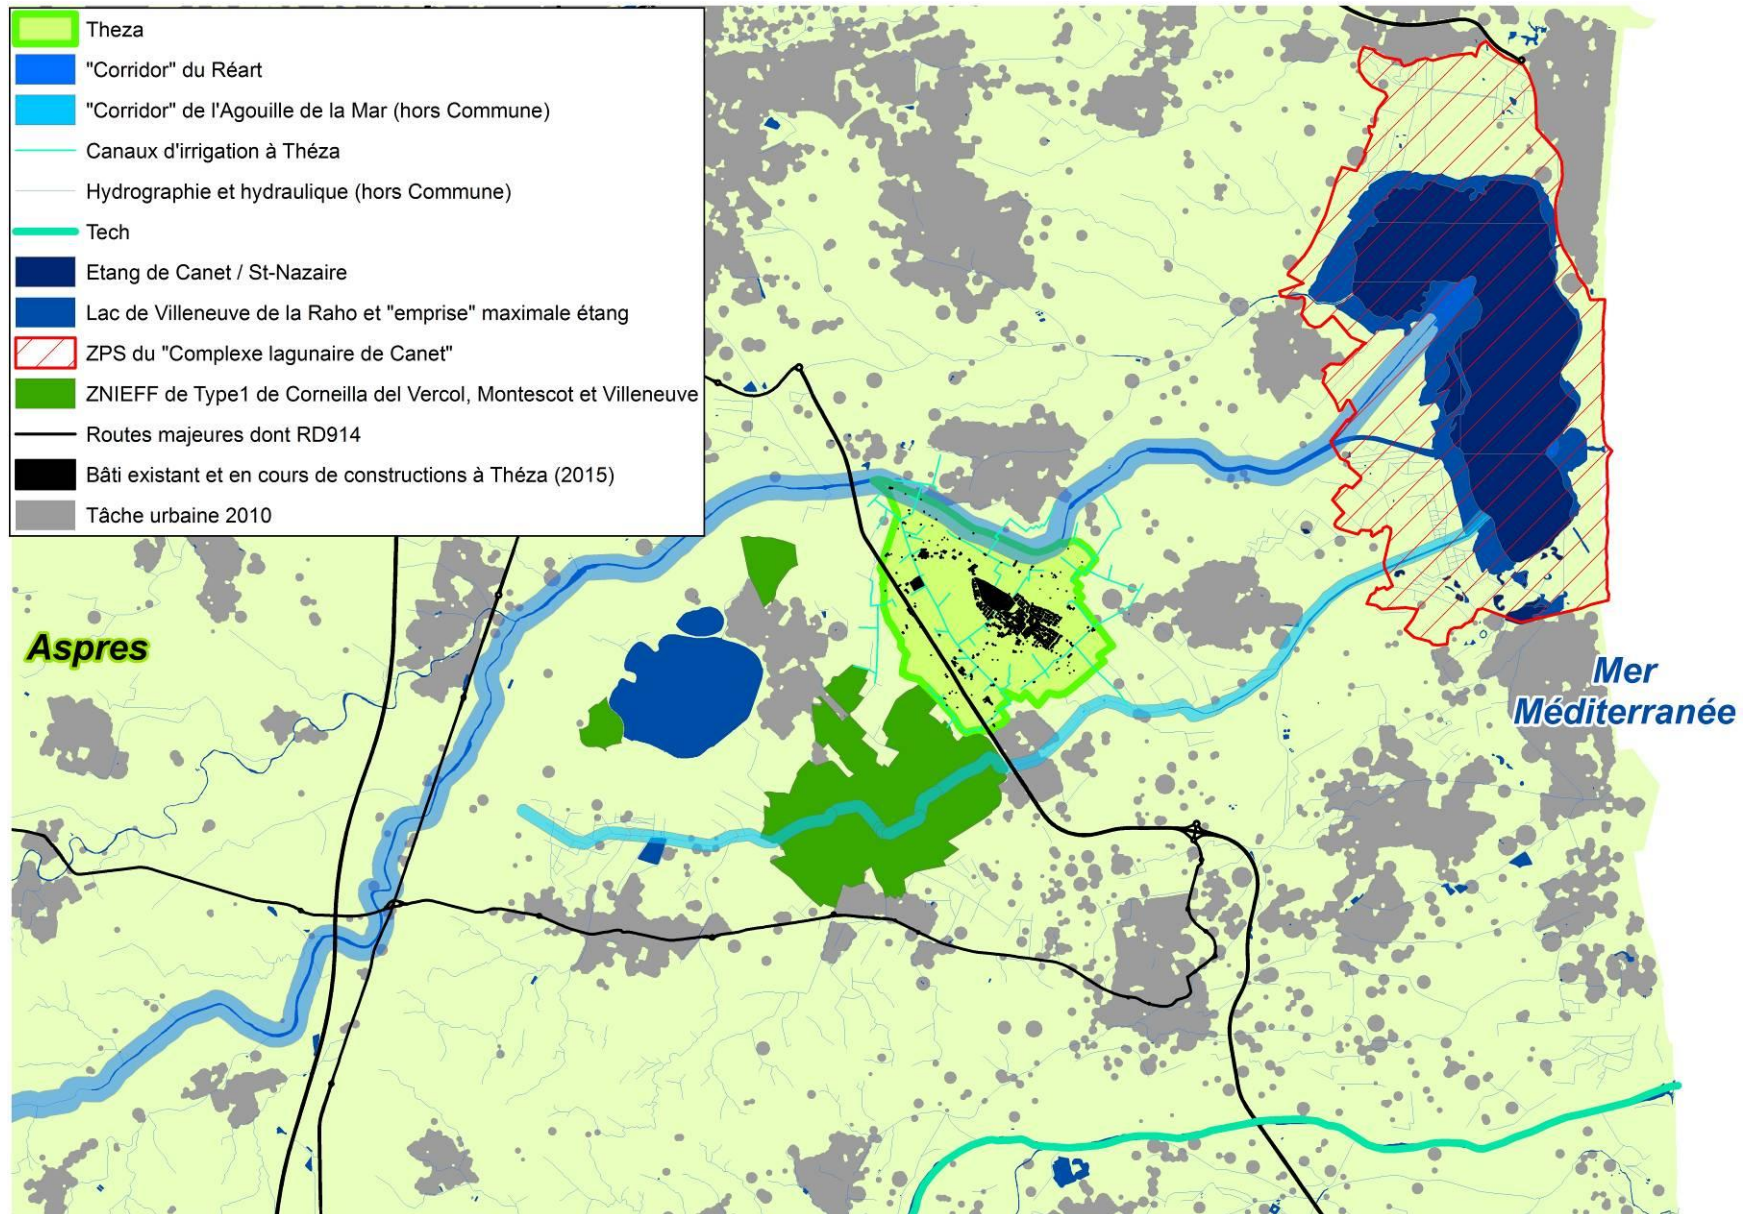 Theza
"Corridor" du Réart
"Corridor" de l'Agouille de la Mar (hors Commune)
Canaux d'irrigation à Théza
Hydrographie et hydraulique (hors Commune)
Tech
Etang de Canet / St-Nazaire
Lac de Villeneuve de la Raho et "emprise" maximale étang
ZPS du "Complexe lagunaire de Canet"
ZNIEFF de Type1 de Corneilla del Vercol, Montescot et Villeneuve
Routes majeures dont RD914
Bâti existant et en cours de constructions à Théza (2015)
Tâche urbaine 2010
Aspres
Mer
Méditerranée